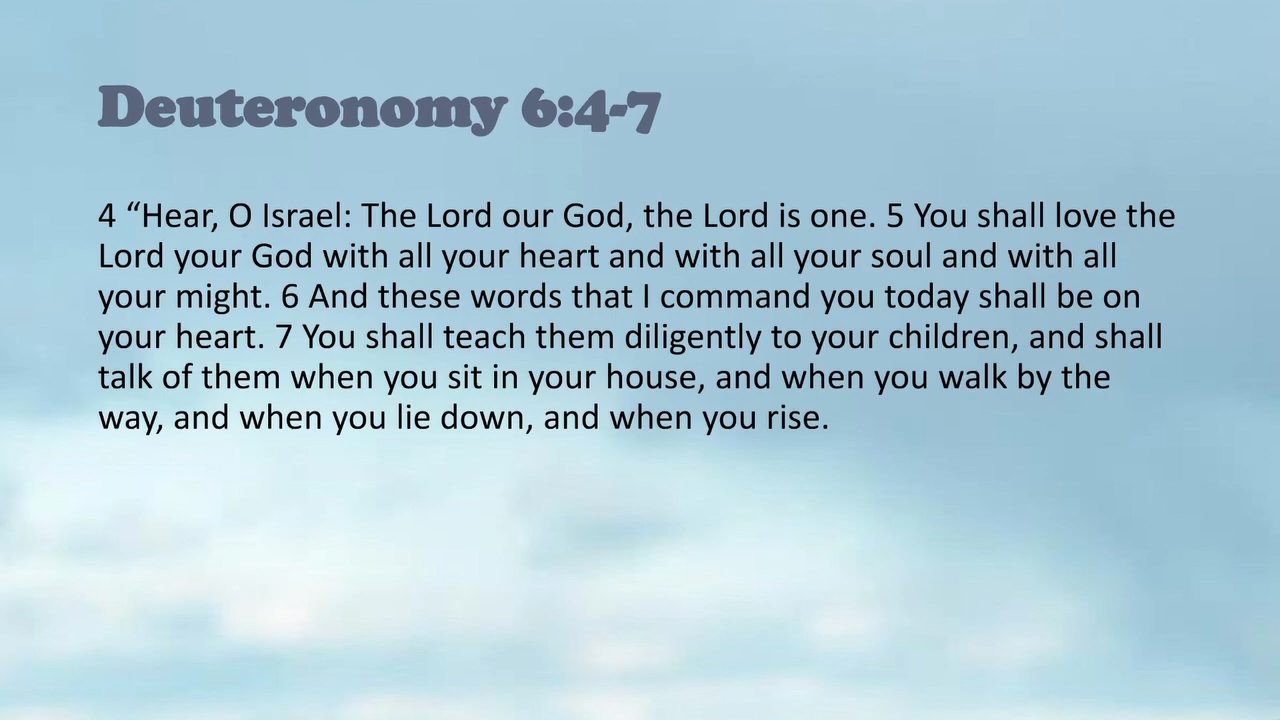 Deuteronomy 6:4-7
4 “Hear, O Israel: The Lord our God, the Lord is one. 5 You shall love the
Lord your God with all your heart and with all your soul and with all
your might. 6 And these words that I command you today shall be on
your heart. 7 You shall teach them diligently to your children, and shall
talk of them when you sit in your house, and when you walk by the
way, and when you lie down, and when you rise.